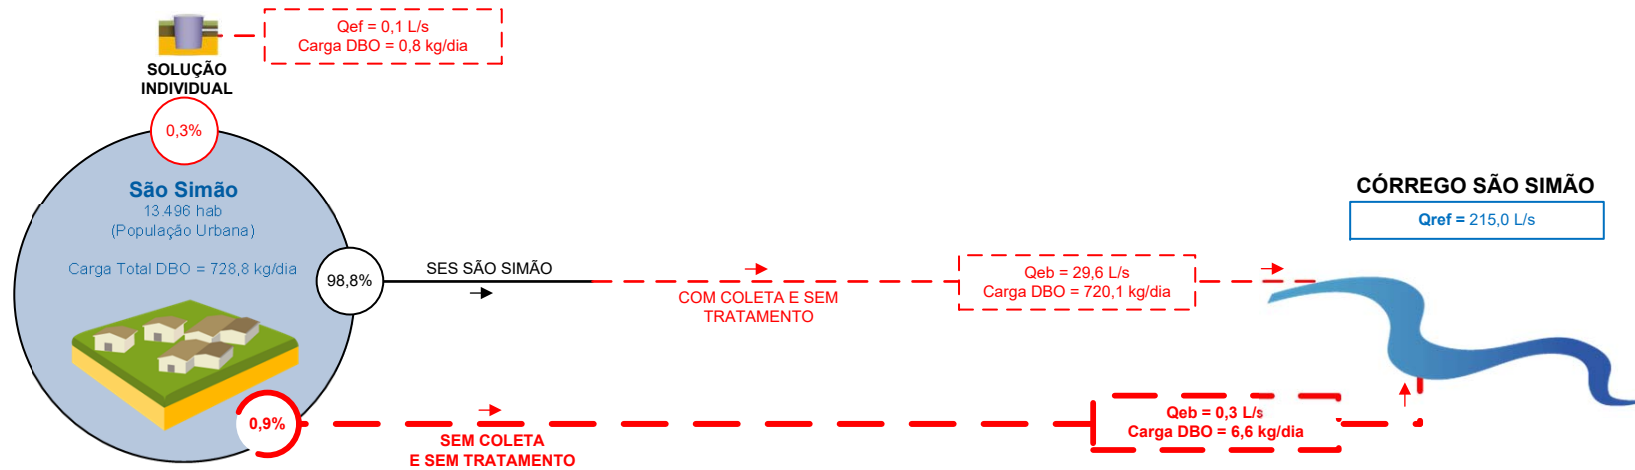 Qef = 0,1 L/s
Carga DBO = 0,8 kg/dia
SOLUÇÃO
INDIVIDUAL
0,3%
São Simão
13.496 hab
(População Urbana)
Carga Total DBO = 728,8 kg/dia
98,8%
SES SÃO SIMÃO
COM COLETA E SEM
TRATAMENTO
Qeb = 29,6 L/s
Carga DBO = 720,1 kg/dia
CÓRREGO SÃO SIMÃO
Qref = 215,0 L/s
0,9%
SEM COLETA
E SEM TRATAMENTO
Qeb = 0,3 L/s
Carga DBO = 6,6 kg/dia